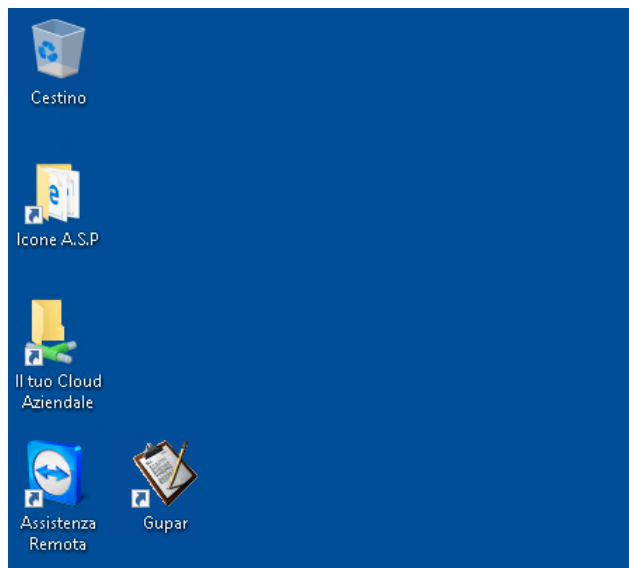 Cestino
Icone A.S.P
Il tuo Cloud
Aziendale
Assistenza
Remota
Gupar